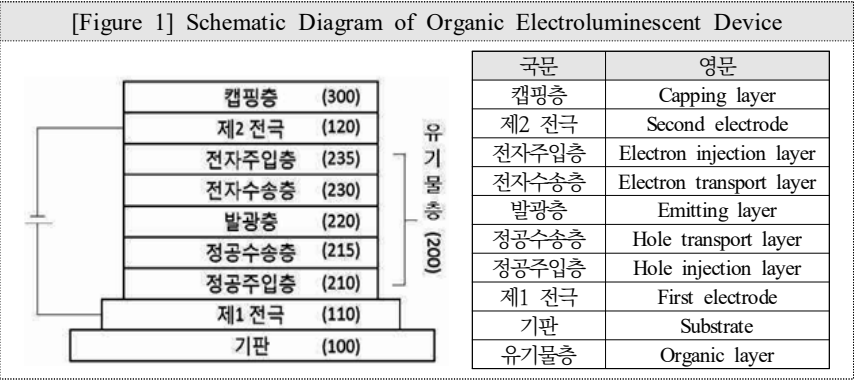 [Figure 1] Schematic Diagram of Organic Electroluminescent Device
캡핑층 (300)
제2 전극 (120)
전자주입층 (235)
전자수송층 (230)
발광층 (220)
정공수송층 (215)
정공주입층 (210)
제1 전극 (110)
기판 (100)
유기물층 (200)
국문 영문
캡핑층 Capping layer
제2 전극 Second electrode
전자주입층 Electron injection layer
전자수송층 Electron transport layer
발광층 Emitting layer
정공수송층 Hole transport layer
정공주입층 Hole injection layer
제1 전극 First electrode
기판 Substrate
유기물층 Organic layer